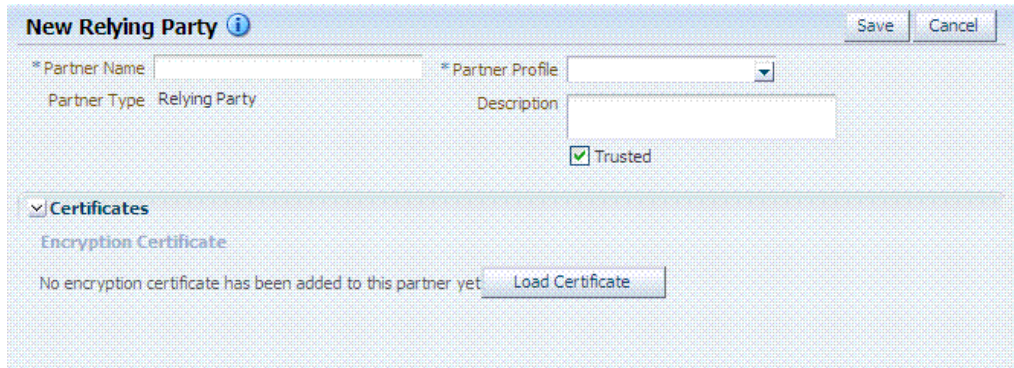 New Relying Party i Save Cancel
* Partner Name * Partner Profile
Partner Type Relying Party Description
Trusted
Certificates
Encryption Certificate
No encryption certificate has been added to this partner yet Load Certificate